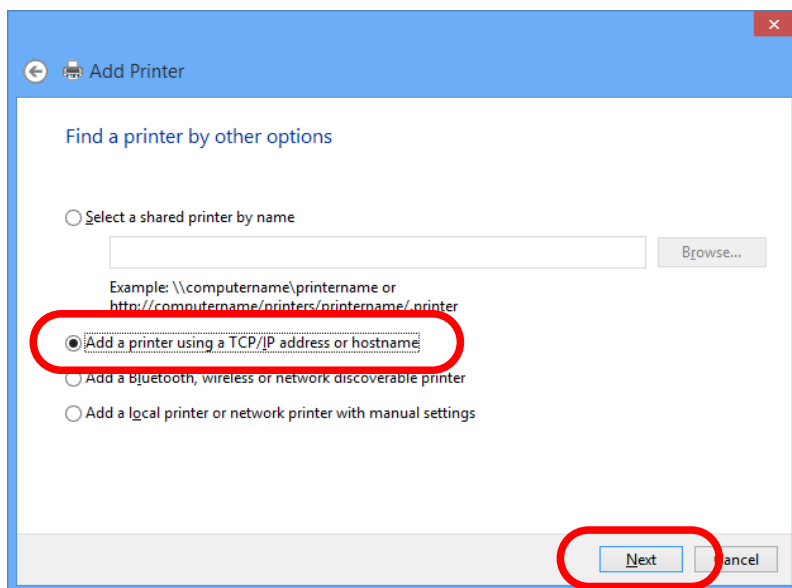 Add Printer
Find a printer by other options
Select a shared printer by name
Browse...
Example: \\computername\printername or
http://computername/printers/printername/.printer
Add a printer using a TCP/IP address or hostname
Add a Bluetooth, wireless or network discoverable printer
Add a local printer or network printer with manual settings
Next Cancel